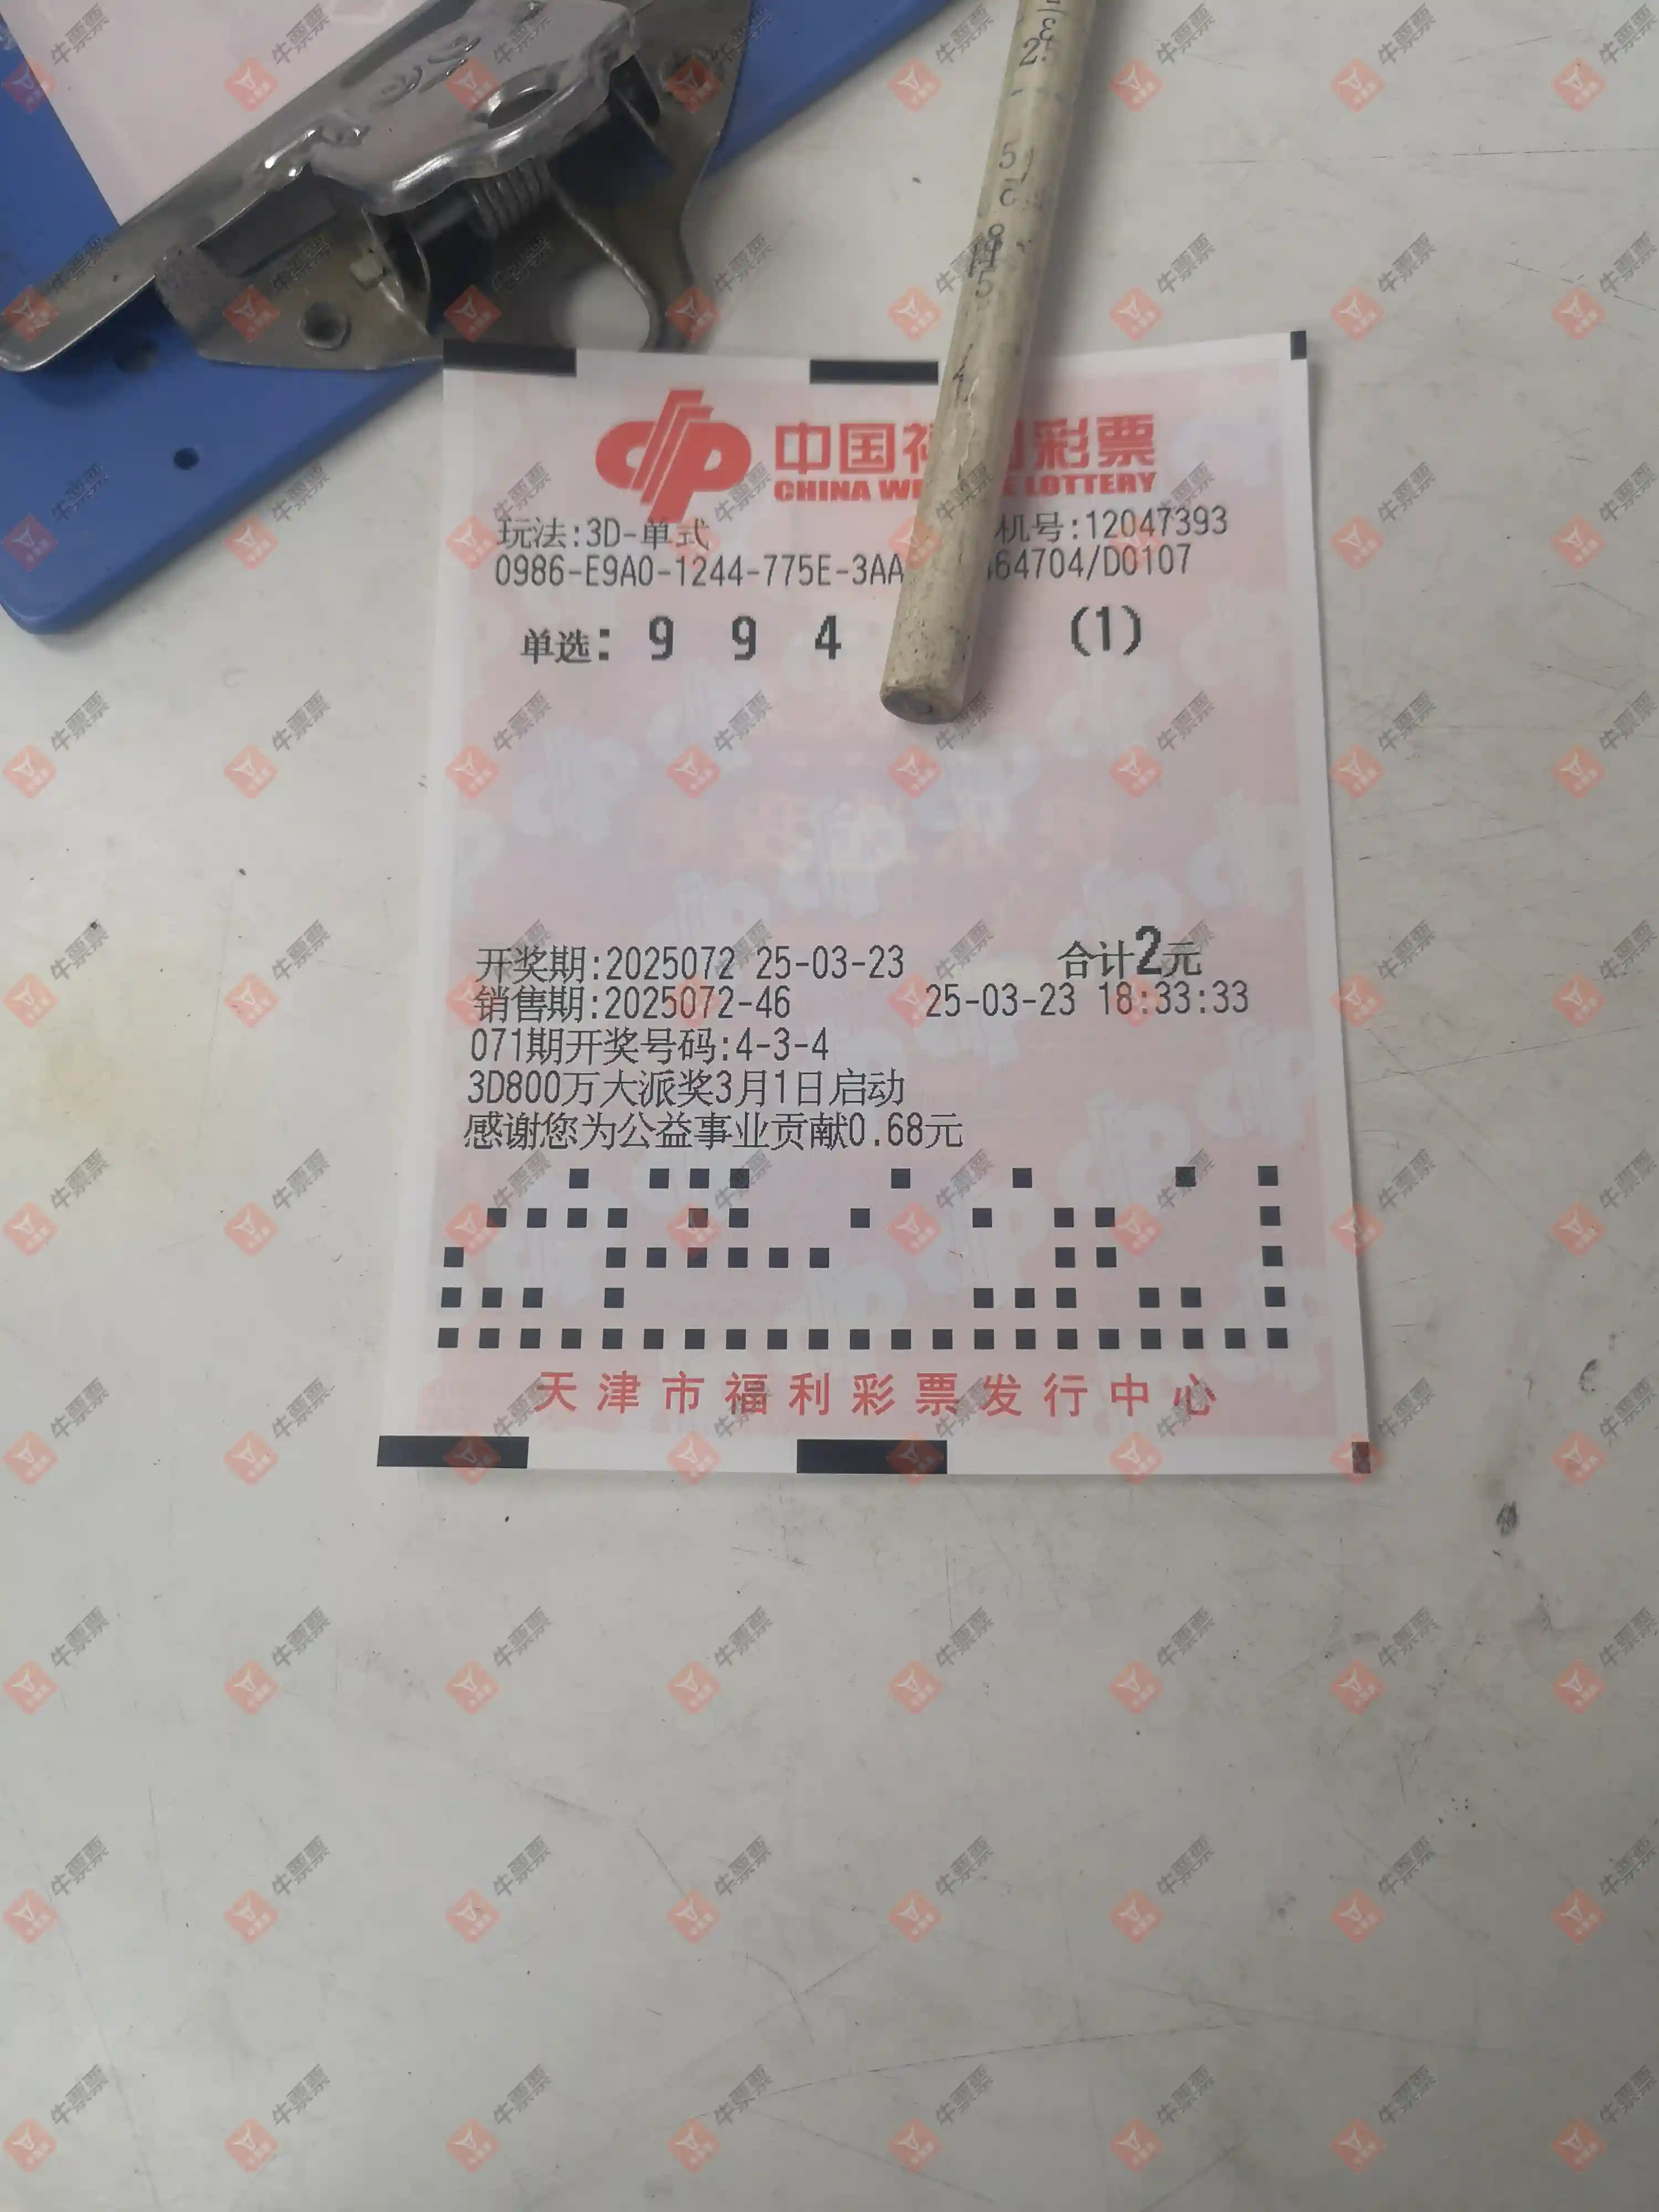 中国福利彩票
CHINA WE E LOTTERY
玩法:3D-单式 机号:12047393
0986-E9A0-1244-775E-3AA 64704/D0107
单选: 9 9 4 (1)
开奖期:2025072 25-03-23 合计2元
销售期:2025072-46 25-03-23 18:33:33
071期开奖号码:4-3-4
3D800万大派奖3月1日启动
感谢您为公益事业贡献0.68元
天津市福利彩票发行中心
牛票票